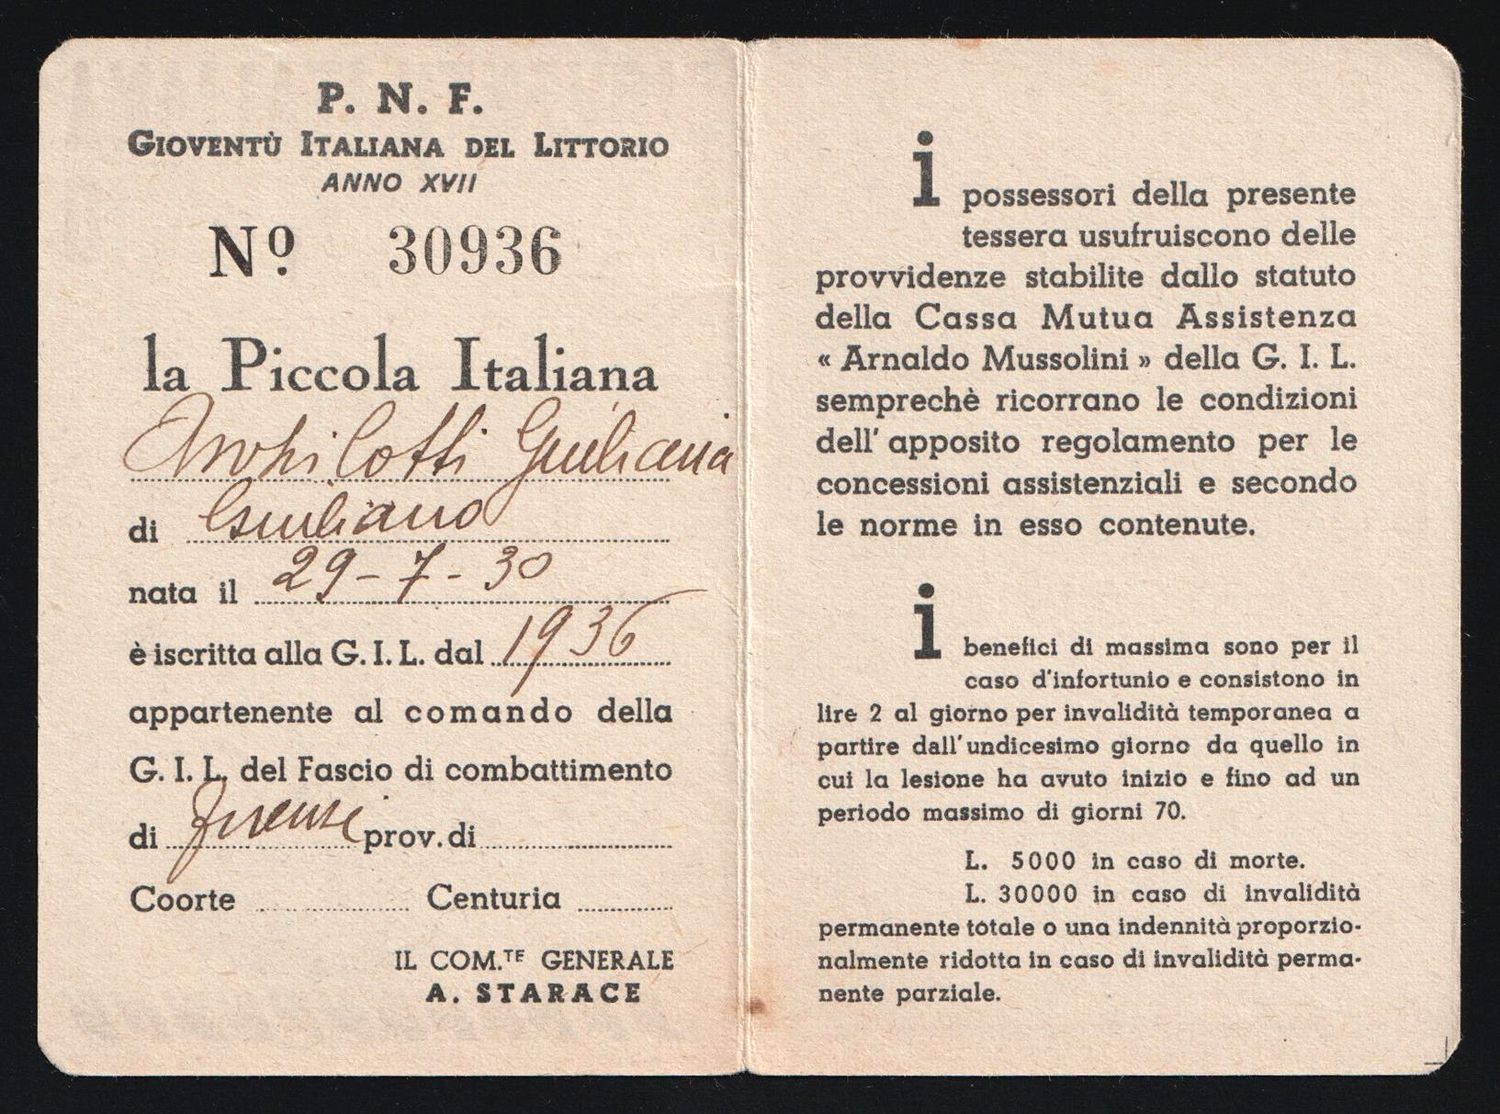 P. N. F.
GIOVENTÙ ITALIANA DEL LITTORIO
ANNO XVII
Nº 30936
la Piccola Italiana
Giuliana
di Giuliano
nata il 29-7-30
è iscritta alla G. I. L. dal 1936
appartenente al comando della
G. I. L. del Fascio di combattimento
di Firenze prov. di
Coorte Centuria
IL COM.TE GENERALE
A. STARACE
i possessori della presente
tessera usufruiscono delle
provvidenze stabilite dallo statuto
della Cassa Mutua Assistenza
« Arnaldo Mussolini » della G. I. L.
semprechè ricorrano le condizioni
dell' apposito regolamento per le
concessioni assistenziali e secondo
le norme in esso contenute.
i benefici di massima sono per il
caso d'infortunio e consistono in
lire 2 al giorno per invalidità temporanea a
partire dall'undicesimo giorno da quello in
cui la lesione ha avuto inizio e fino ad un
periodo massimo di giorni 70.
L. 5000 in caso di morte.
L. 30000 in caso di invalidità
permanente totale o una indennità proporzio-
nalmente ridotta in caso di invalidità perma-
nente parziale.